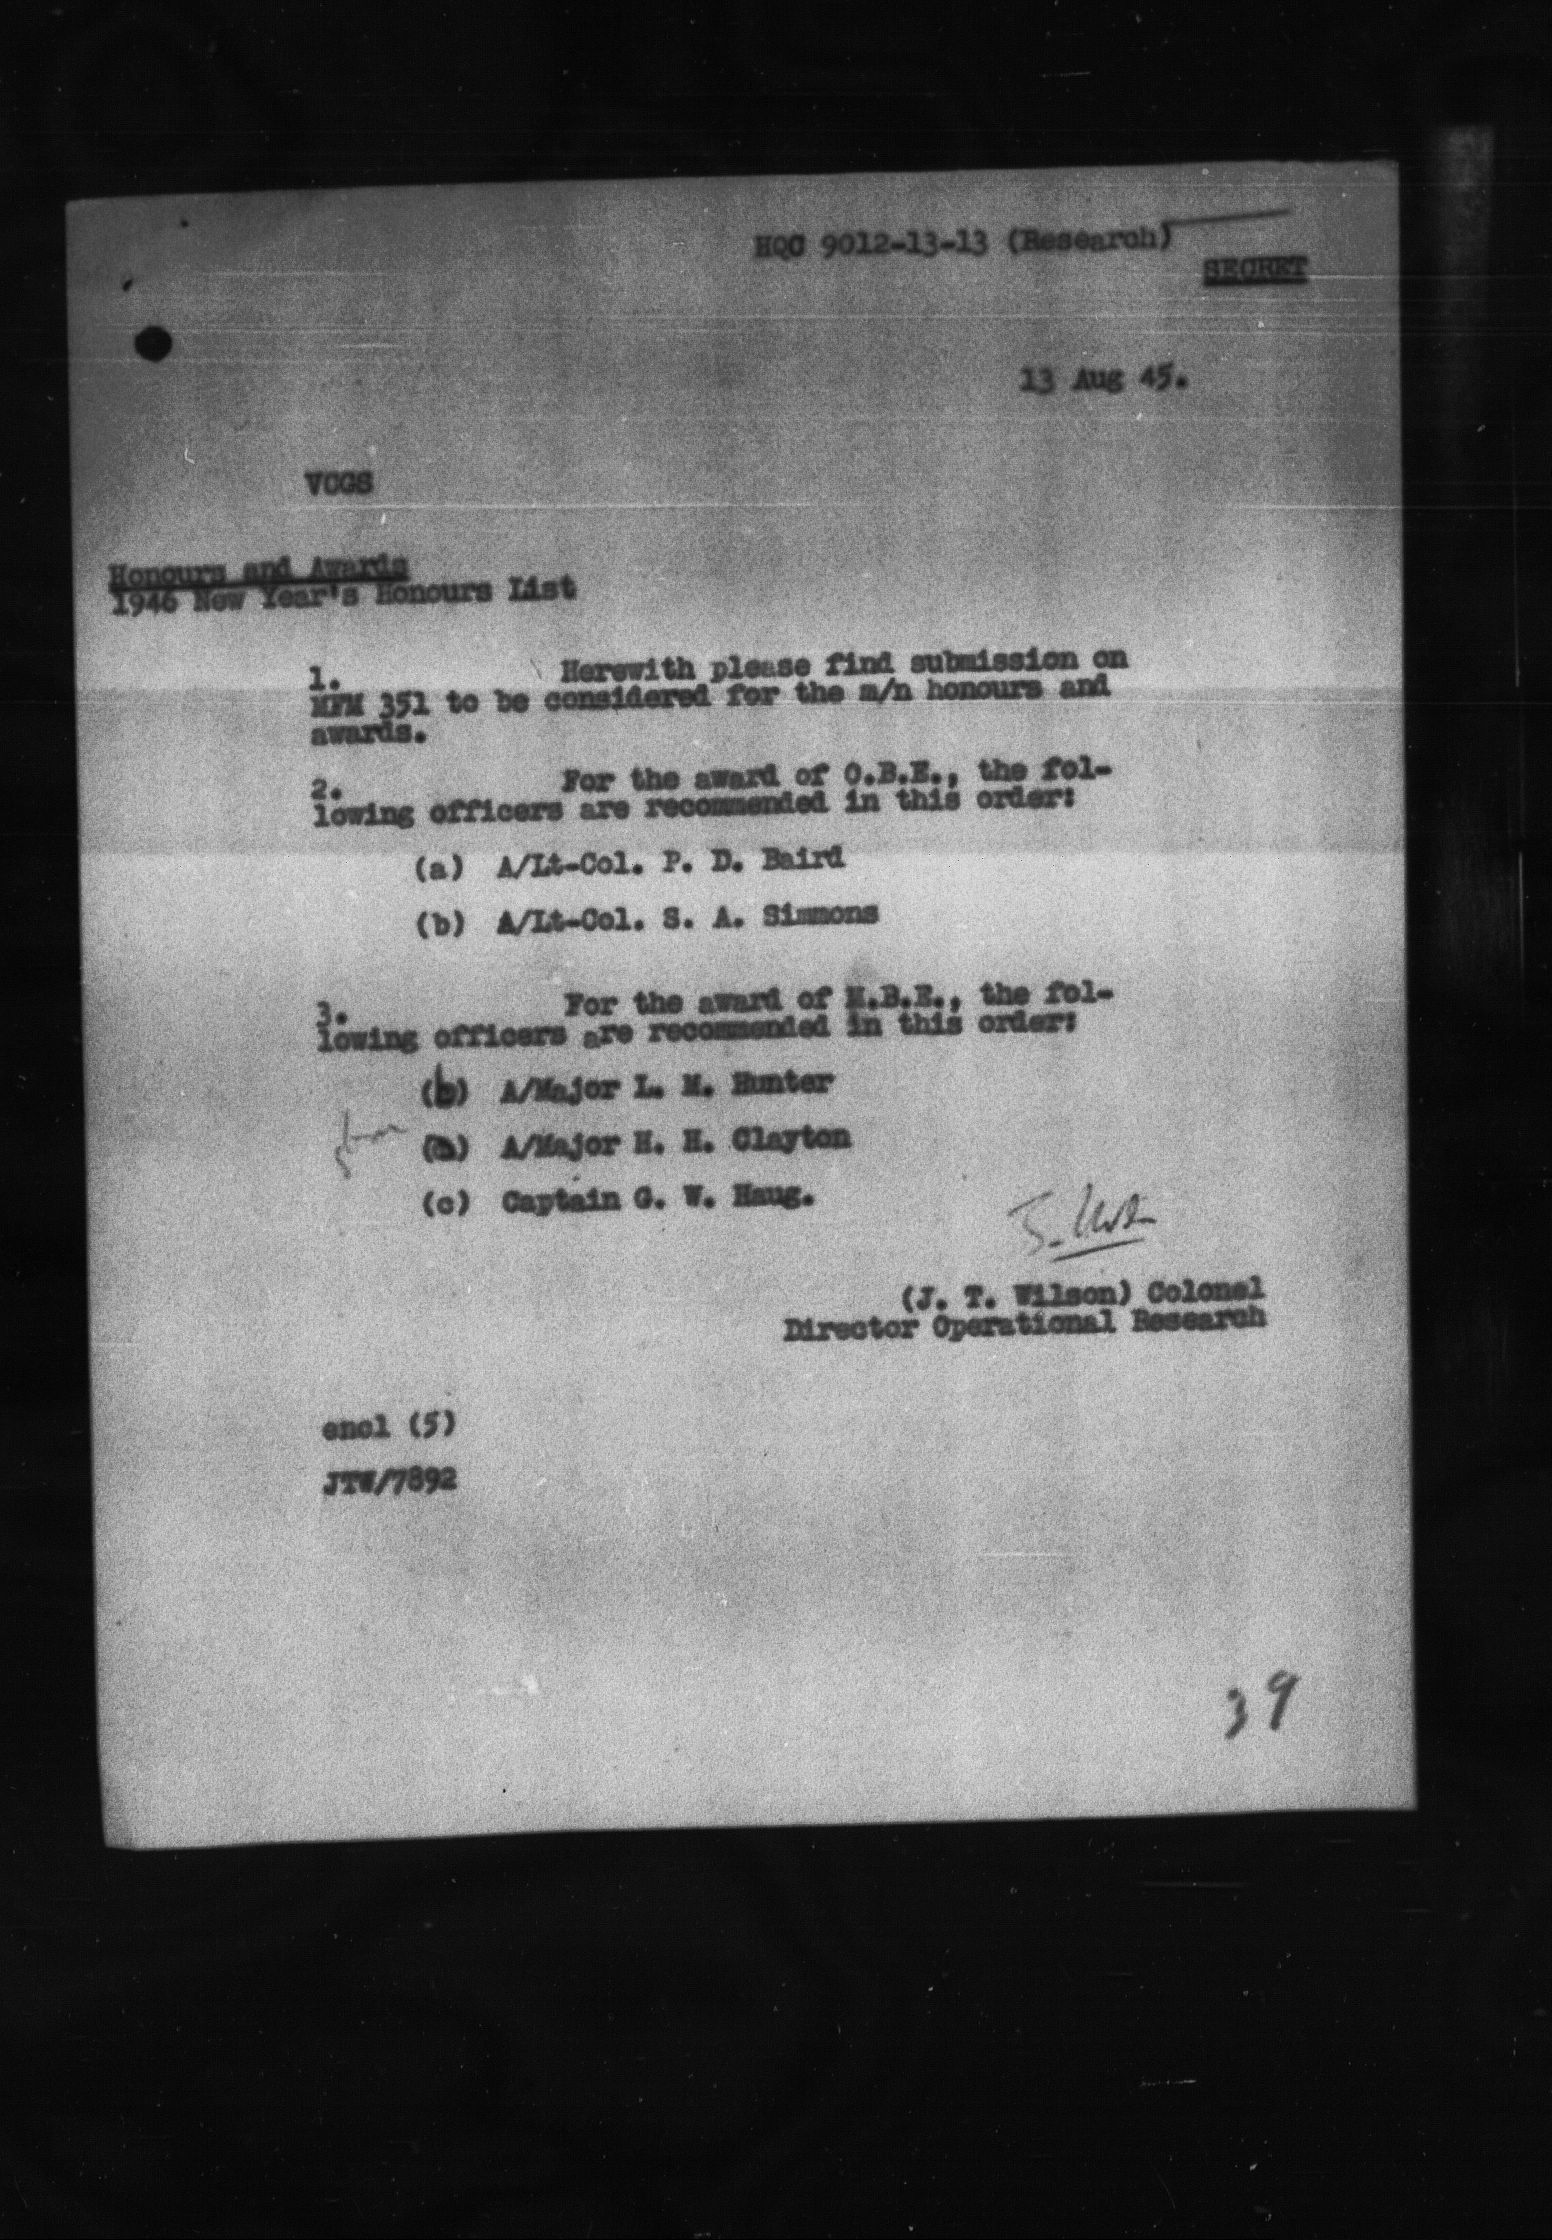 HQC 9012-13-13 (Research)
SECRET
13 Aug 45.
VCGS
Honours and Awards
1946 New Year's Honours List
1. Herewith please find submission on
MFM 351 to be considered for the m/n honours and
awards.
2. For the award of O.B.E., the fol-
lowing officers are recommended in this order:
(a) A/Lt-Col. P. D. Baird
(b) A/Lt-Col. S. A. Simmons
3. For the award of M.B.E., the fol-
lowing officers are recommended in this order:
(b) A/Major L. M. Hunter
(a) A/Major H. H. Clayton
(c) Captain G. W. Haug.
(J. T. Wilson) Colonel
Director Operational Research
encl (5)
JTW/7892
39